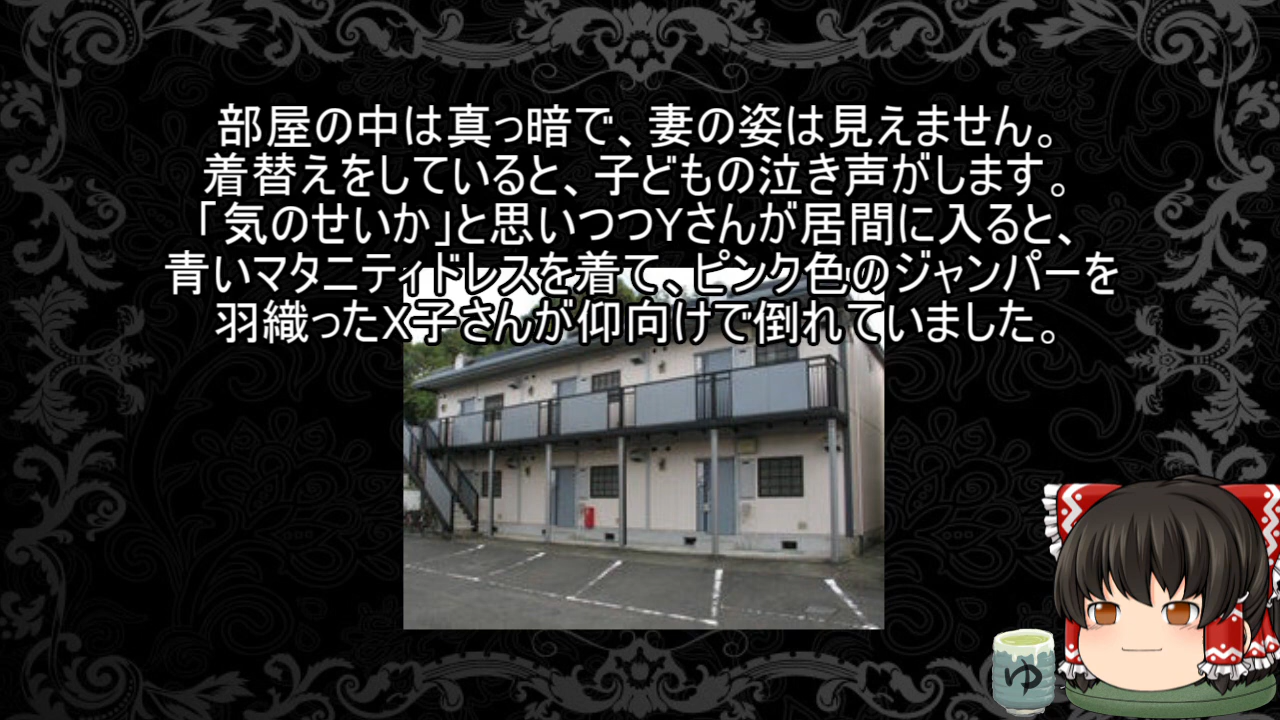 部屋の中は真っ暗で、妻の姿は見えません。
着替えをしていると、子どもの泣き声がします。
「気のせいか」と思いつつYさんが居間に入ると、
青いマタニティドレスを着て、ピンク色のジャンパーを
羽織ったX子さんが仰向けで倒れていました。
ゆ